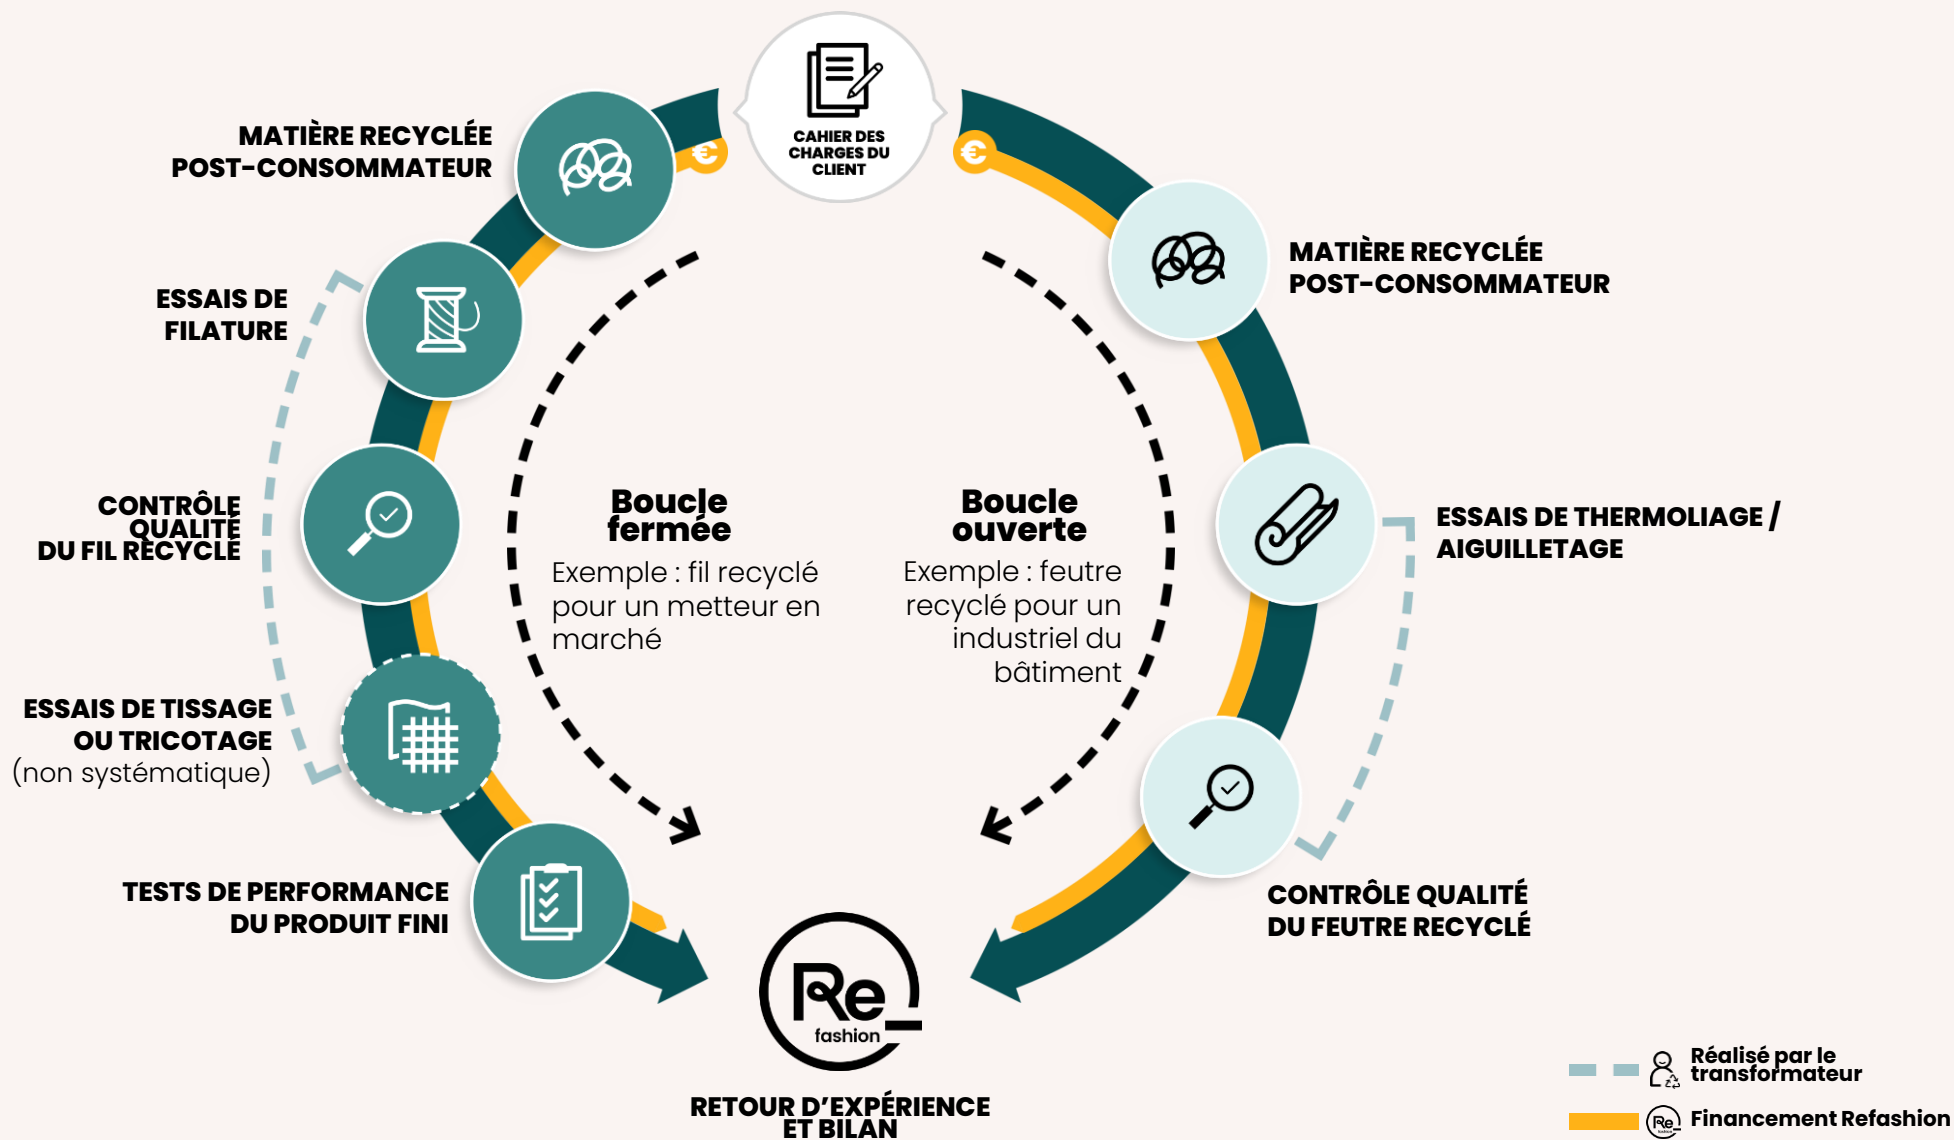 CAHIER DES
CHARGES DU
CLIENT
MATIÈRE RECYCLÉE
POST-CONSOMMATEUR
ESSAIS DE
FILATURE
CONTRÔLE
QUALITÉ
DU FIL RECYCLÉ
ESSAIS DE TISSAGE
OU TRICOTAGE
(non systématique)
TESTS DE PERFORMANCE
DU PRODUIT FINI
Boucle
fermée
Exemple : fil recyclé
pour un metteur en
marché
Boucle
ouverte
Exemple : feutre
recyclé pour un
industriel du
bâtiment
MATIÈRE RECYCLÉE
POST-CONSOMMATEUR
ESSAIS DE THERMOLIAGE /
AIGUILLETAGE
CONTRÔLE QUALITÉ
DU FEUTRE RECYCLÉ
€
€
Re_
fashion
RETOUR D’EXPÉRIENCE
ET BILAN
Réalisé par le
transformateur
Re_
fashion
Financement Refashion